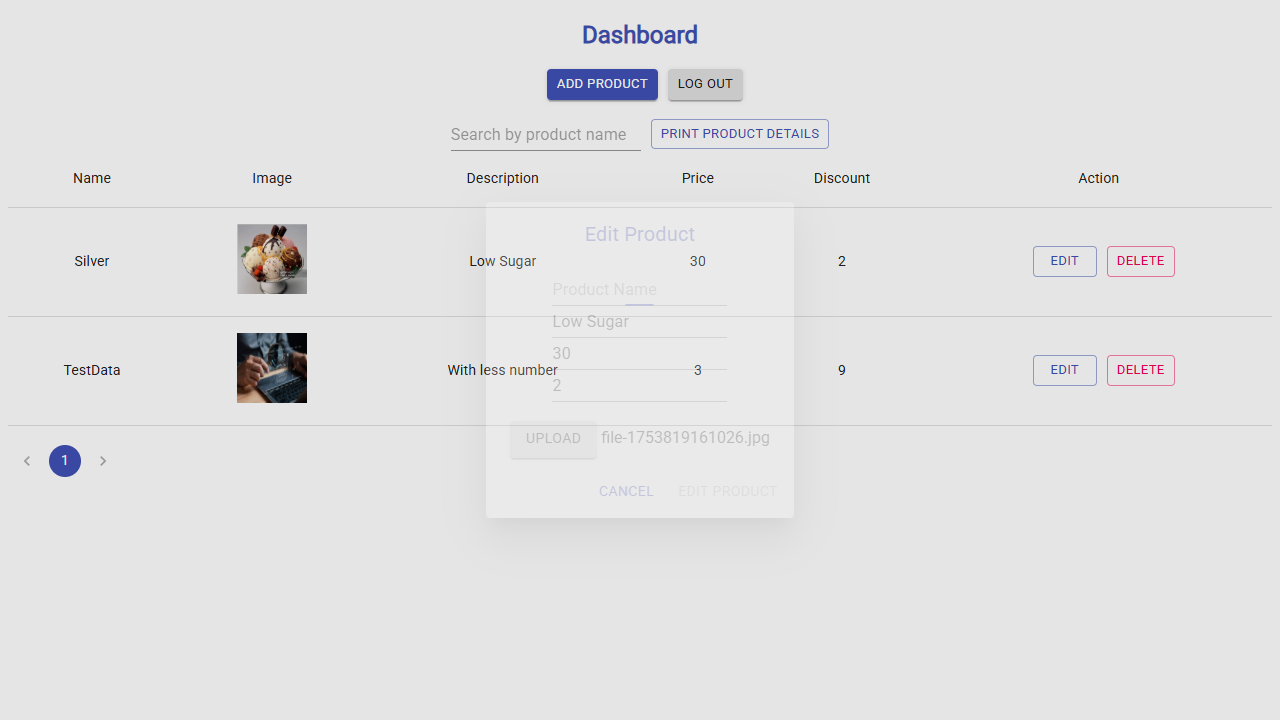 Dashboard
ADD PRODUCT LOG OUT
Search by product name PRINT PRODUCT DETAILS
Name Image Description Price Discount Action
Edit Product
Silver Low Sugar 30 2 EDIT DELETE
Product Name
Low Sugar
30
TestData With less number 3 9 EDIT DELETE
2
UPLOAD file-1753819161026.jpg
1
CANCEL EDIT PRODUCT